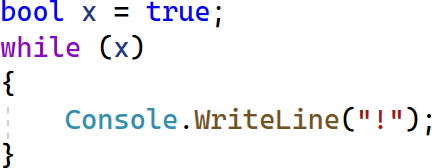 bool x = true;
while (x)
{
    Console.WriteLine("!");
}